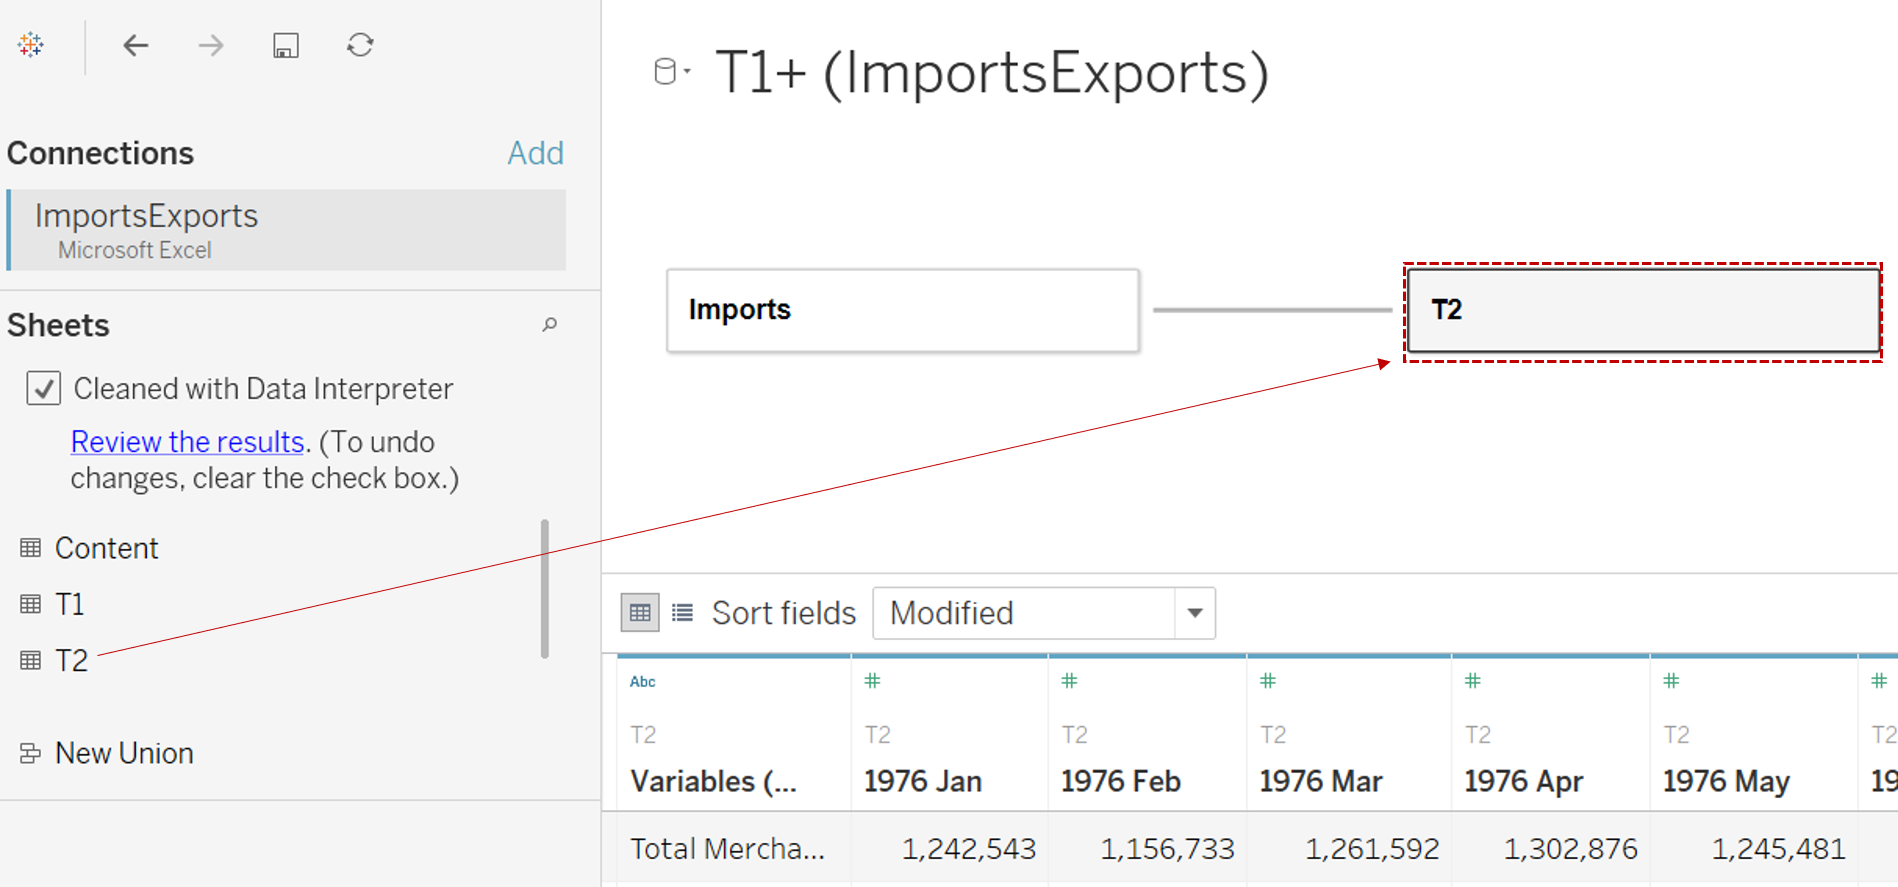 T1+ (ImportsExports)
Connections Add
ImportsExports
Microsoft Excel
Sheets
Cleaned with Data Interpreter
Review the results. (To undo
changes, clear the check box.)
Content
T1
T2
New Union
Imports
T2
Sort fields Modified
Abc # # # # # #
T2 T2 T2 T2 T2 T2 T2
Variables (... 1976 Jan 1976 Feb 1976 Mar 1976 Apr 1976 May 19
Total Mercha... 1,242,543 1,156,733 1,261,592 1,302,876 1,245,481